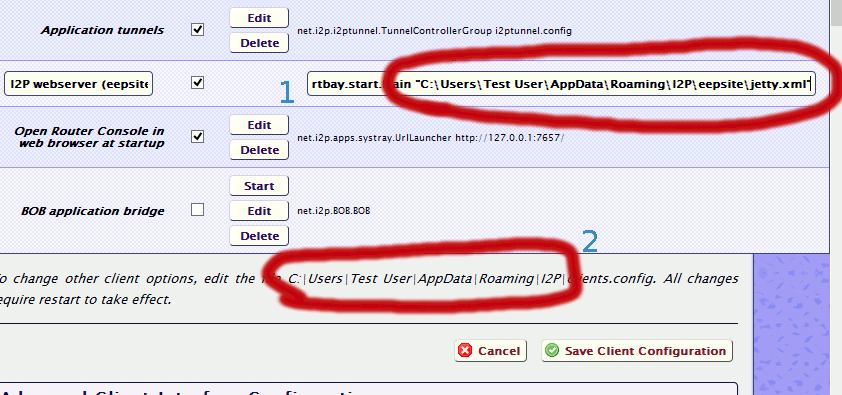 Edit
Application tunnels net.i2p.i2ptunnel.TunnelControllerGroup i2ptunnel.config
Delete
I2P webserver (eepsite 1 rtbay.start. ain "C:\Users\Test User\AppData\Roaming\I2P\eepsite\jetty.xml"
Edit
Open Router Console in
web browser at startup net.i2p.apps.systray.UrlLauncher http://127.0.0.1:7657/
Delete
Start
BOB application bridge Edit net.i2p.BOB.BOB
Delete
2
o change other client options, edit the C:\Users\Test User\AppData\Roaming\I2P\clients.config. All changes
equire restart to take effect.
Cancel Save Client Configuration